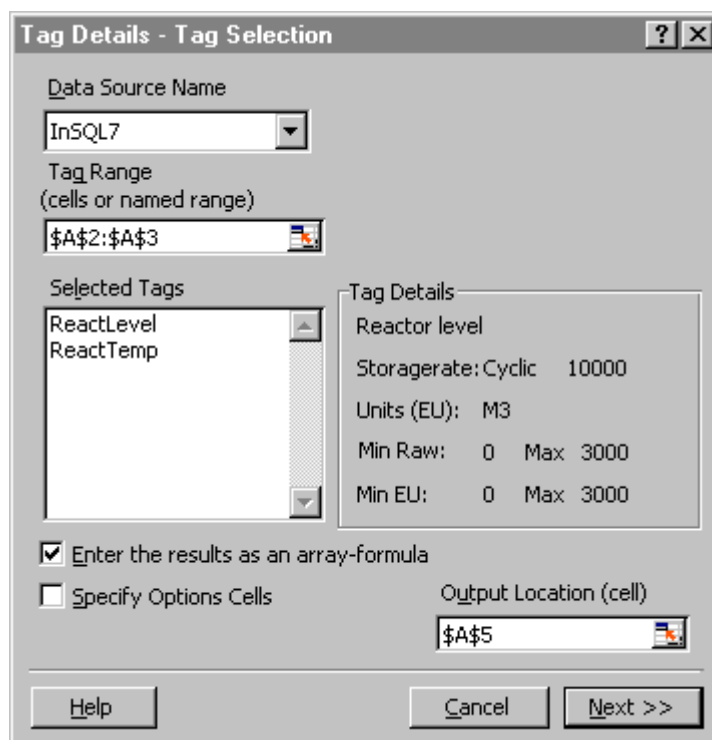 Tag Details - Tag Selection
Data Source Name
InSQL7
Tag Range
(cells or named range)
$A$2:$A$3
Selected Tags
ReactLevel
ReactTemp
Tag Details
Reactor level
Storagerate: Cyclic 10000
Units (EU): M3
Min Raw: 0 Max 3000
Min EU: 0 Max 3000
Enter the results as an array-formula
Specify Options Cells
Output Location (cell)
$A$5
Help
Cancel
Next >>